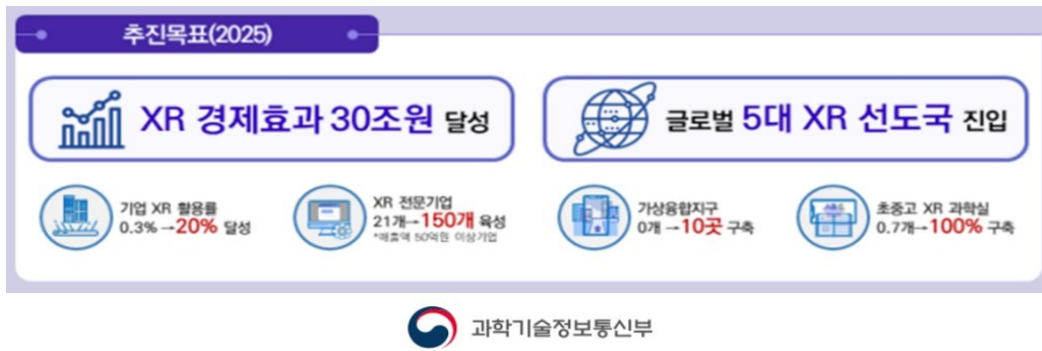 추진목표(2025)
XR 경제효과 30조원 달성
글로벌 5대 XR 선도국 진입
기업 XR 활용률
0.3% →20% 달성
XR 전문기업
21개→150개 육성
*매출액 50억원 이상기업
가상융합지구
0개 →10곳 구축
초중고 XR 과학실
0.7개→100% 구축
과학기술정보통신부